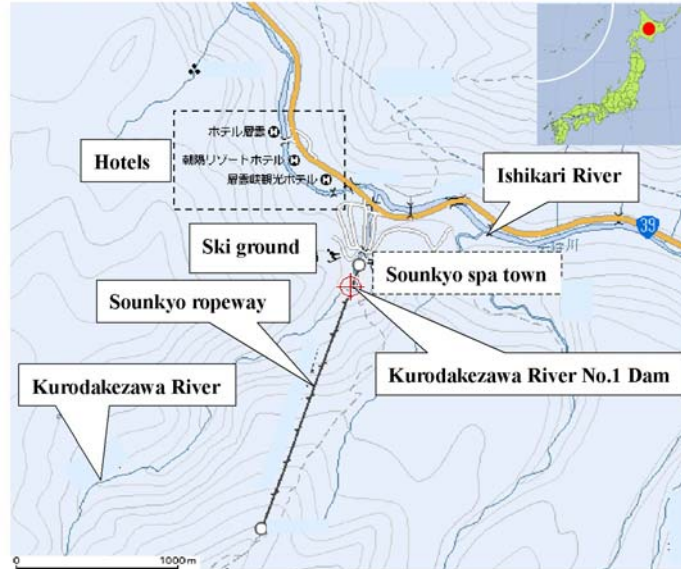 ホテル層雲
朝陽リゾートホテル
層雲峡観光ホテル
Hotels
Ishikari River
39
Ski ground
Sounkyo spa town
Sounkyo ropeway
Kurodakezawa River No.1 Dam
Kurodakezawa
River
0 1000m